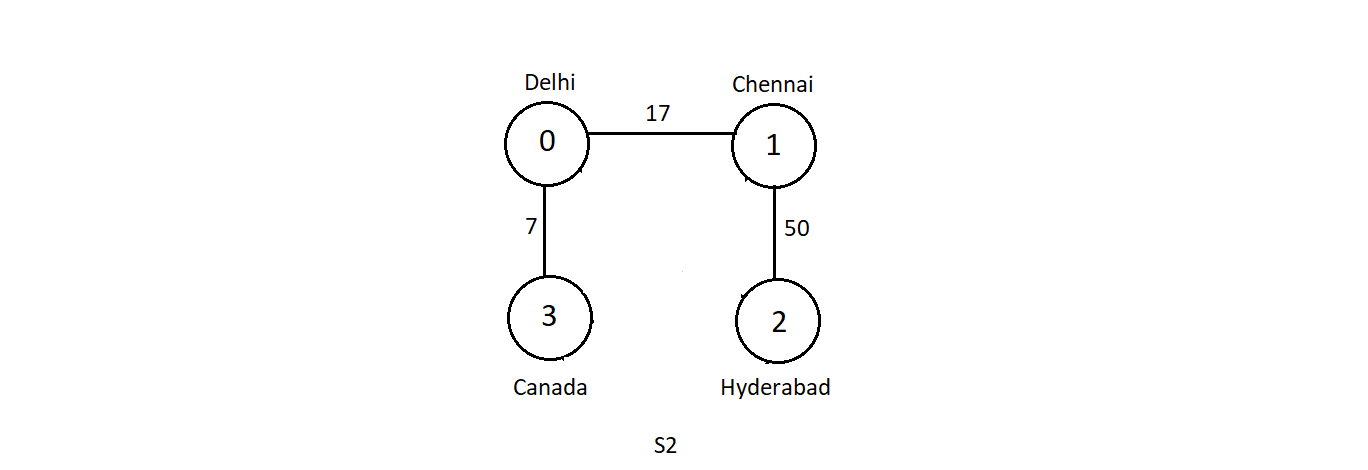 Delhi Chennai
17
0 1
7 50
3 2
Canada Hyderabad
S2